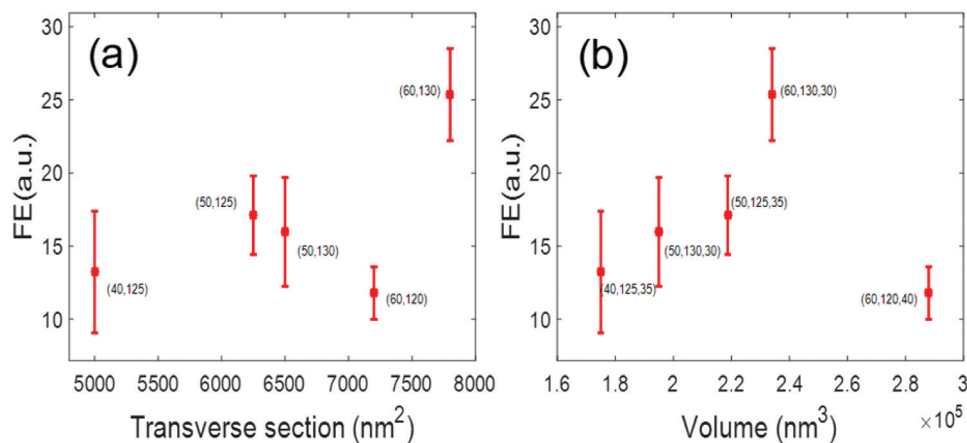 (a)
FE(a.u.)
30
25
20
15
10
(60,130)
(50,125)
(50,130)
(40,125)
(60,120)
5000 5500 6000 6500 7000 7500 8000
Transverse section (nm²)
(b)
FE(a.u.)
30
25
20
15
10
(60,130,30)
(50,125,35)
(50,130,30)
(40,125,35)
(60,120,40)
1.6 1.8 2 2.2 2.4 2.6 2.8 3
Volume (nm³)
×10⁵